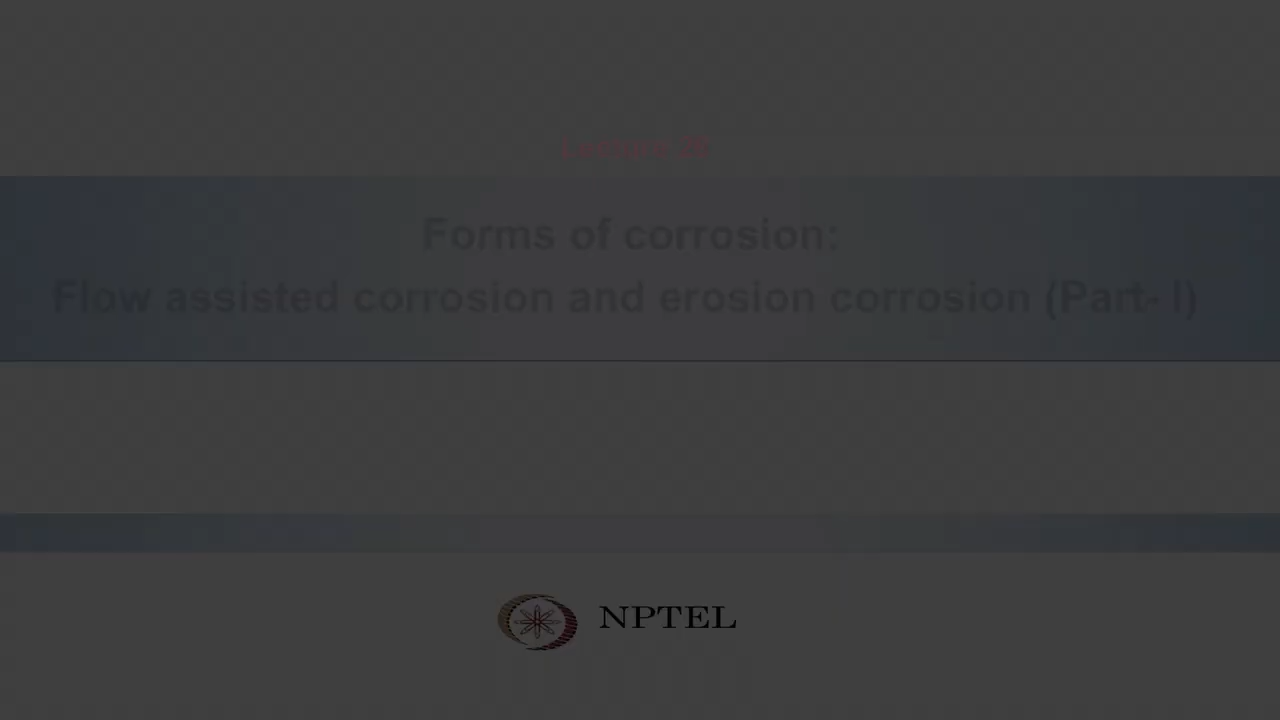 Lecture
Forms of corrosion:
Flow assisted corrosion and erosion corrosion (Part- I)
NPTEL